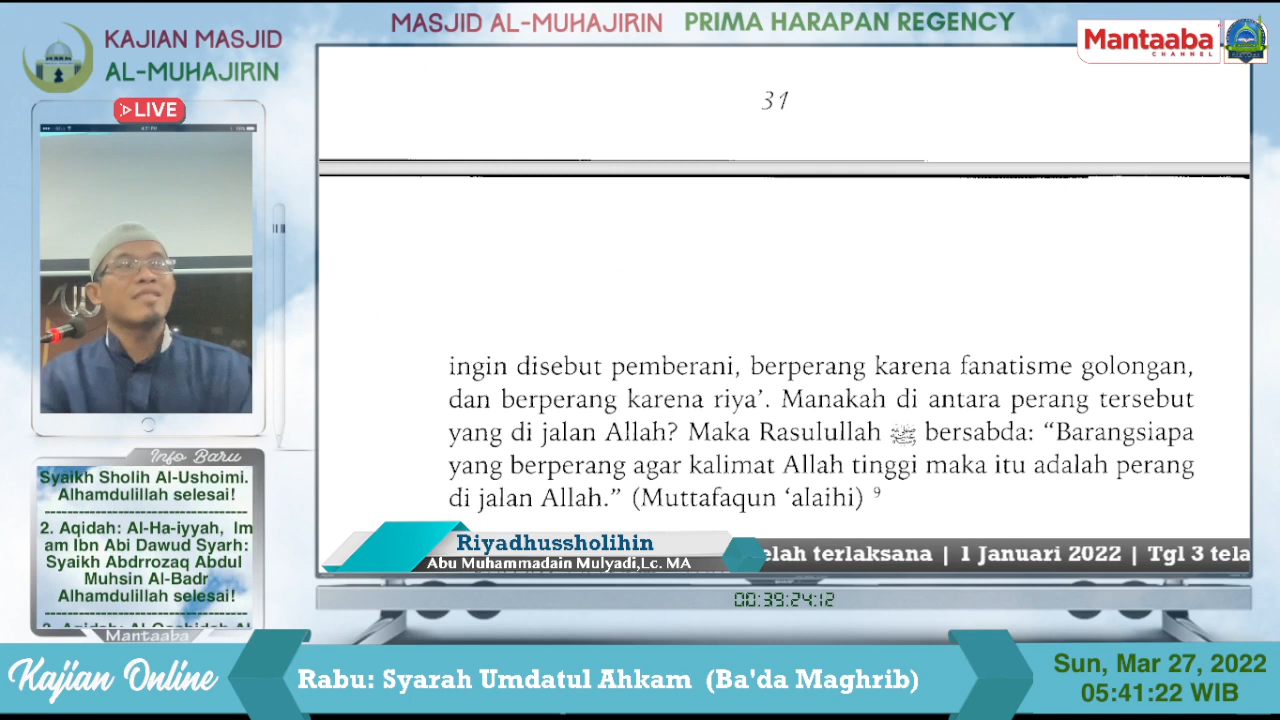 MASJID AL-MUHAJIRIN PRIMA HARAPAN REGENCY
KAJIAN MASJID
AL-MUHAJIRIN
Mantaaba
CHANNEL
LIVE
31
ingin disebut pemberani, berperang karena fanatisme golongan,
dan berperang karena riya’. Manakah di antara perang tersebut
yang di jalan Allah? Maka Rasulullah ﷺ bersabda: “Barangsiapa
yang berperang agar kalimat Allah tinggi maka itu adalah perang
di jalan Allah.” (Muttafaqun ‘alaihi) 9
Info Baru
Syaikh Sholih Al-Ushoimi.
Alhamdulillah selesai!
2. Aqidah: Al-Ha-iyyah, Im
am Ibn Abi Dawud Syarh:
Syaikh Abdrrozaq Abdul
Muhsin Al-Badr
Alhamdulillah selesai!
Mantaaba
Riyadhussholihin
Abu Muhammadain Mulyadi,Lc. MA
elah terlaksana | 1 Januari 2022 | Tgl 3 tela
00:39:24:12
Kajian Online
Rabu: Syarah Umdatul Ahkam (Ba'da Maghrib)
Sun, Mar 27, 2022
05:41:22 WIB